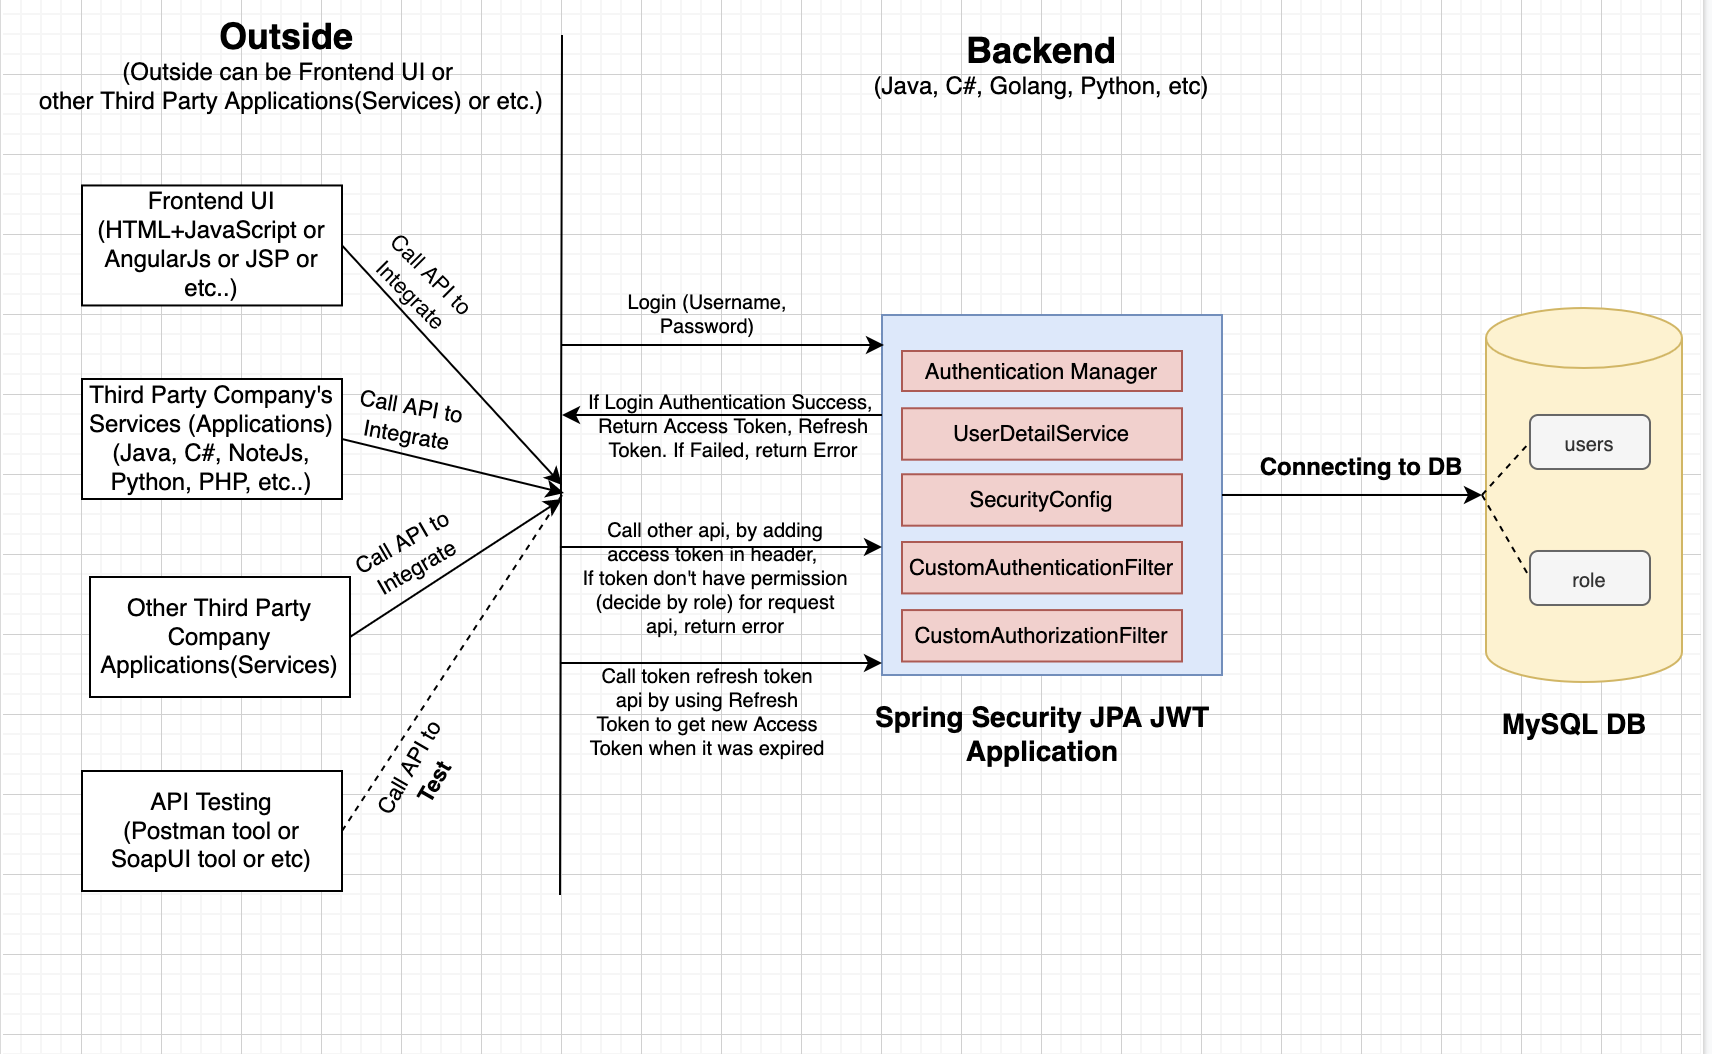 Outside
(Outside can be Frontend UI or
other Third Party Applications(Services) or etc.)
Backend
(Java, C#, Golang, Python, etc)
Frontend UI
(HTML+JavaScript or
AngularJs or JSP or
etc..)
Call API to
Integrate
Third Party Company's
Services (Applications)
(Java, C#, NoteJs,
Python, PHP, etc..)
Call API to
Integrate
Other Third Party
Company
Applications(Services)
Call API to
Integrate
API Testing
(Postman tool or
SoapUI tool or etc)
Call API to
Test
Login (Username,
Password)
If Login Authentication Success,
Return Access Token, Refresh
Token. If Failed, return Error
Call other api, by adding
access token in header,
If token don't have permission
(decide by role) for request
api, return error
Call token refresh token
api by using Refresh
Token to get new Access
Token when it was expired
Authentication Manager
UserDetailService
SecurityConfig
CustomAuthenticationFilter
CustomAuthorizationFilter
Spring Security JPA JWT
Application
Connecting to DB
users
role
MySQL DB